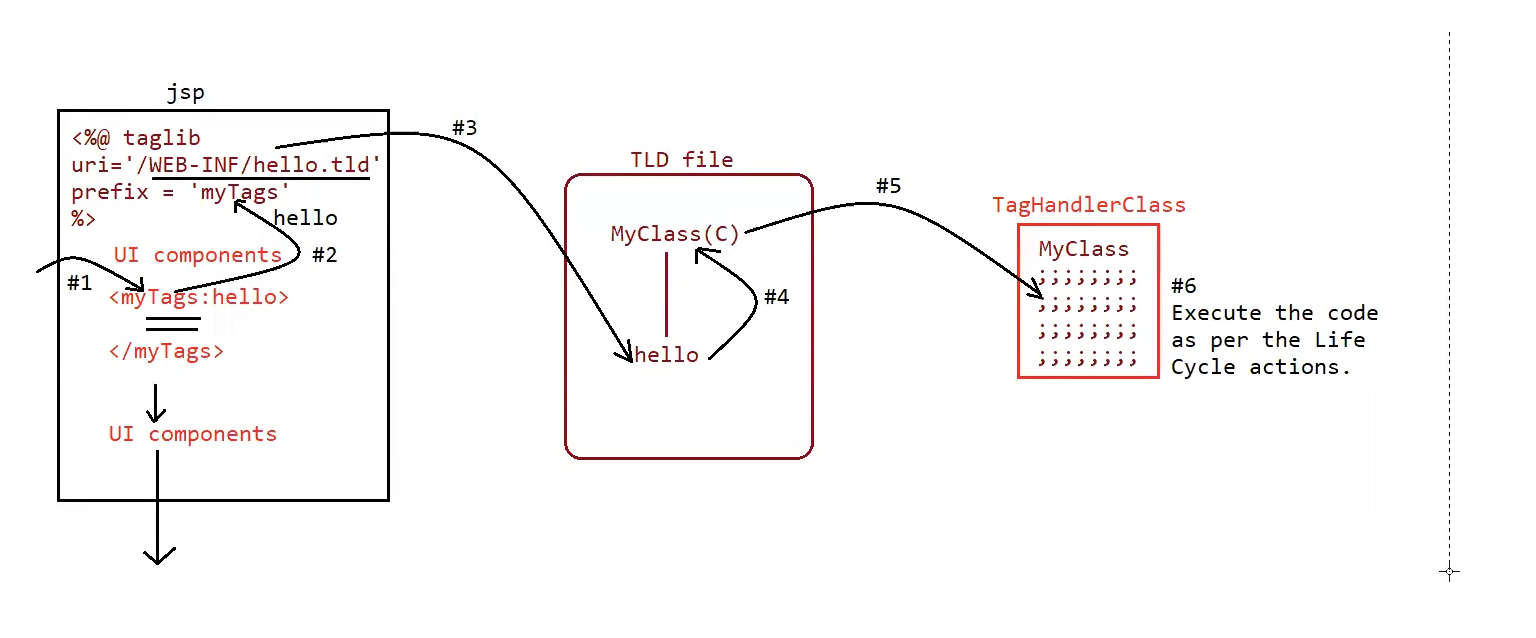 jsp
<%@ taglib
uri='/WEB-INF/hello.tld'
prefix = 'myTags'
%>
hello
UI components
#2
#1
<myTags:hello>
</myTags>
UI components
#3
TLD file
MyClass(C)
#4
hello
#5
TagHandlerClass
MyClass
;;;;;;;;
;;;;;;;;
;;;;;;;;
;;;;;;;;
#6
Execute the code
as per the Life
Cycle actions.